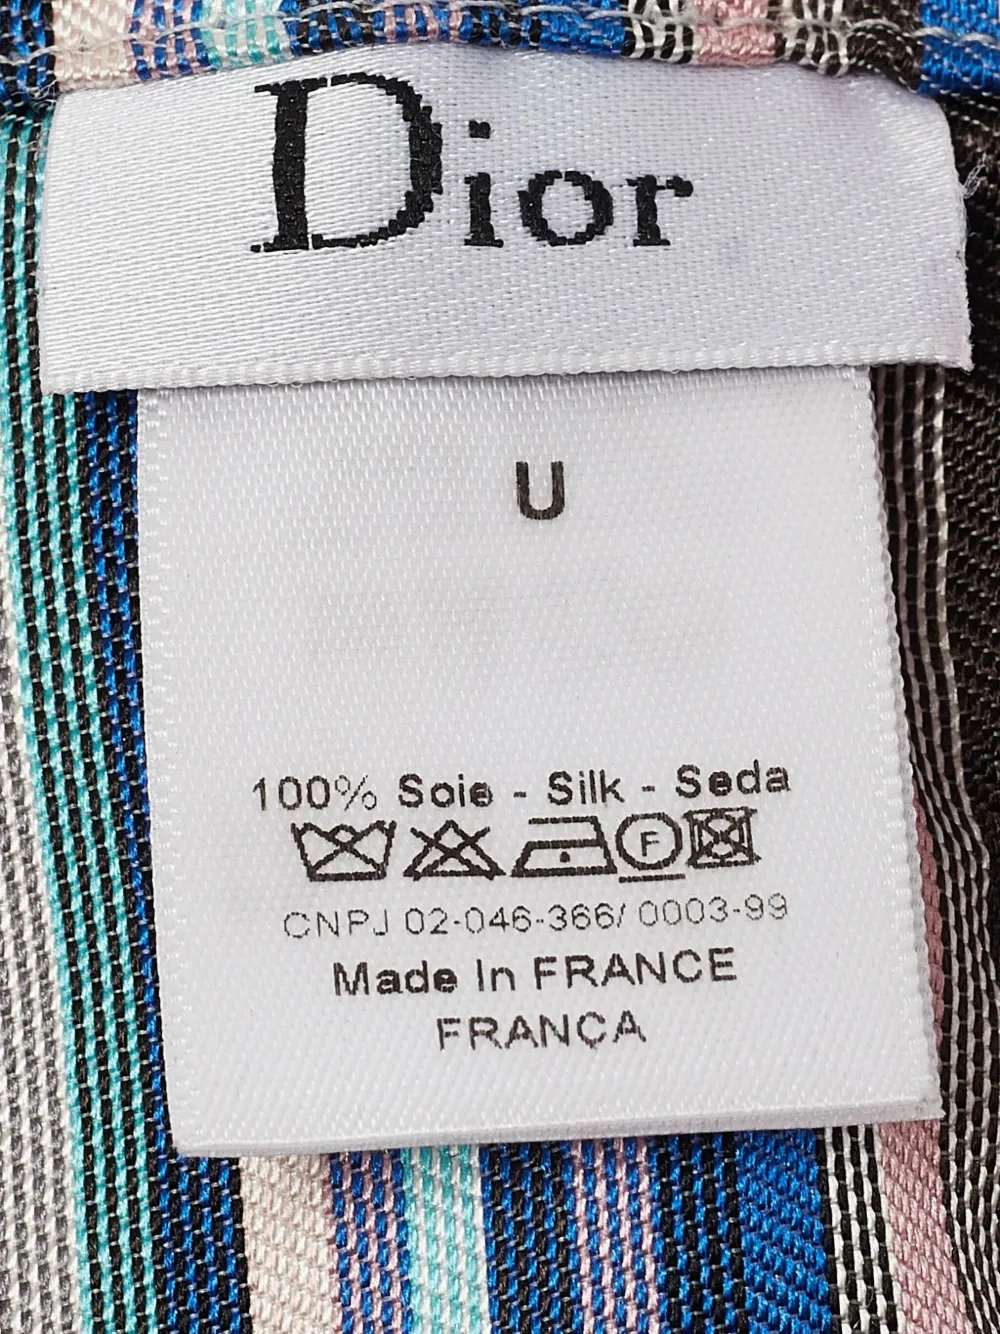 Dior
U
100% Soie - Silk - Seda
F
CNPJ 02-046-366/ 0003-99
Made In FRANCE
FRANÇA